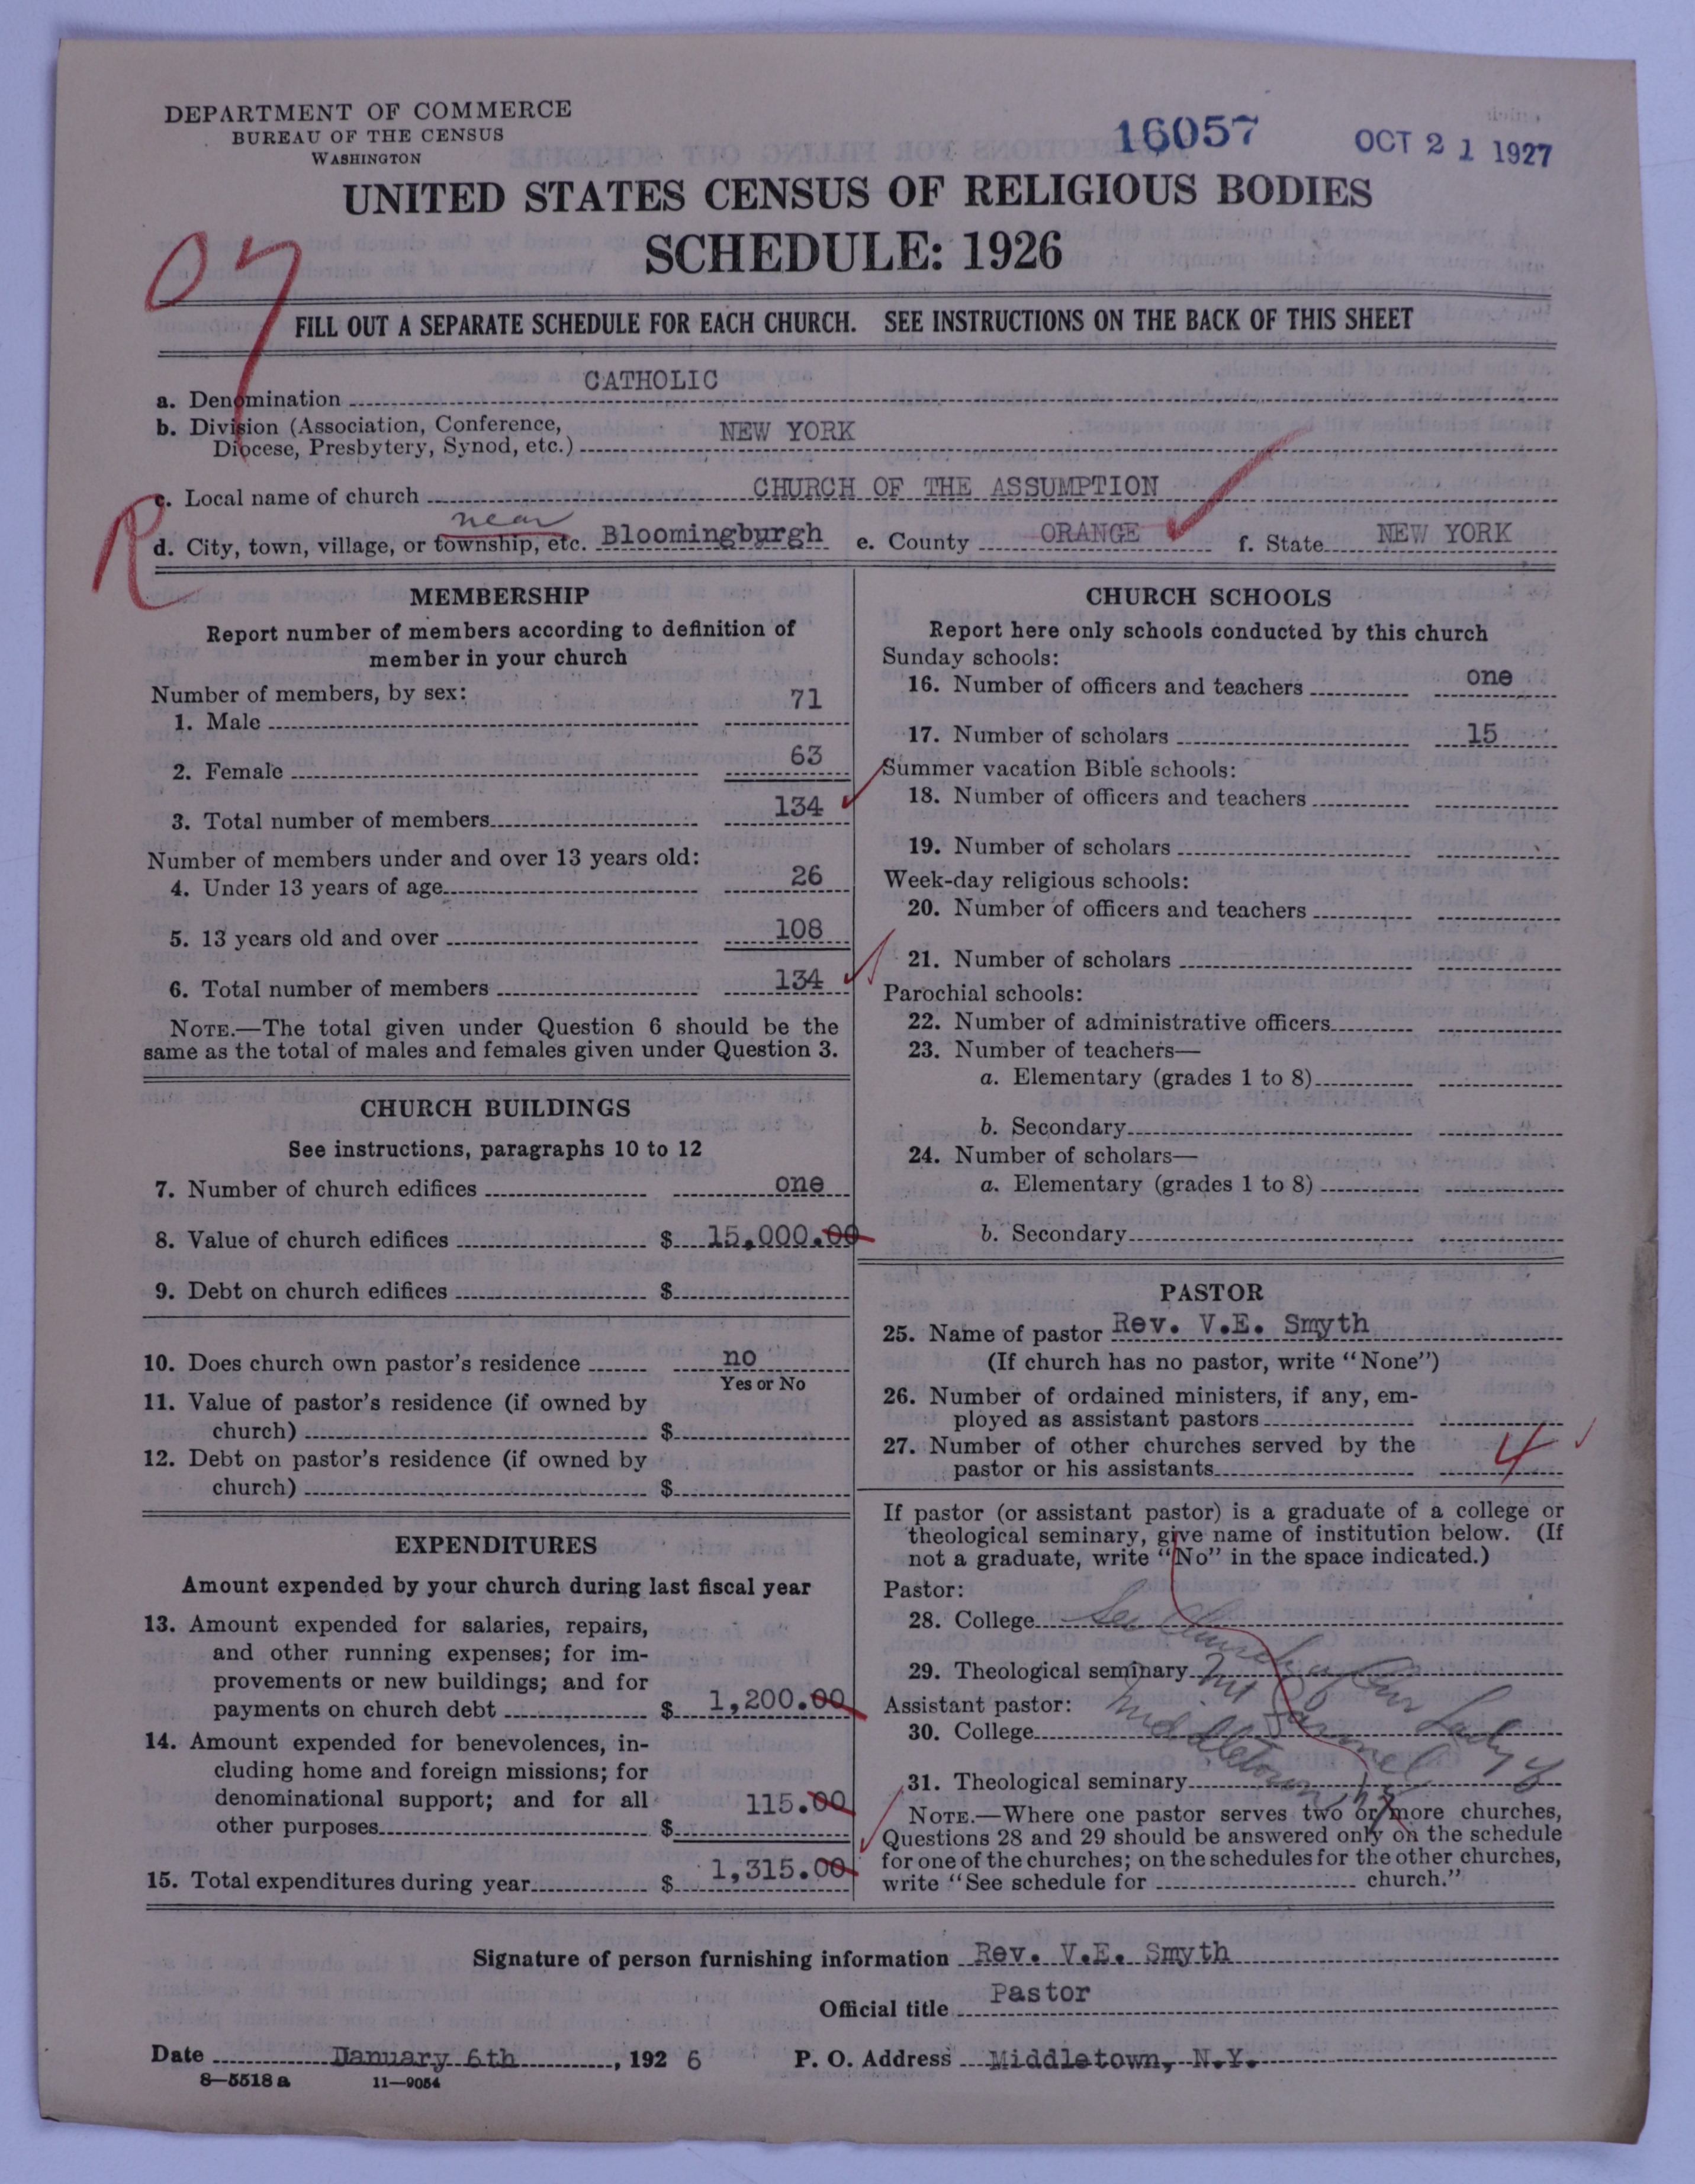 DEPARTMENT OF COMMERCE
BUREAU OF THE CENSUS
WASHINGTON
16057
OCT 21 1927
UNITED STATES CENSUS OF RELIGIOUS BODIES
SCHEDULE: 1926
07
FILL OUT A SEPARATE SCHEDULE FOR EACH CHURCH. SEE INSTRUCTIONS ON THE BACK OF THIS SHEET
a. Denomination CATHOLIC
b. Division (Association, Conference,
Diocese, Presbytery, Synod, etc.) NEW YORK
c. Local name of church CHURCH OF THE ASSUMPTION
R
near
d. City, town, village, or township, etc. Bloomingburgh e. County ORANGE f. State NEW YORK
MEMBERSHIP
Report number of members according to definition of
member in your church
Number of members, by sex:
1. Male 71
2. Female 63
3. Total number of members 134
Number of members under and over 13 years old:
4. Under 13 years of age 26
5. 13 years old and over 108
6. Total number of members 134
NOTE.—The total given under Question 6 should be the
same as the total of males and females given under Question 3.
CHURCH BUILDINGS
See instructions, paragraphs 10 to 12
7. Number of church edifices one
8. Value of church edifices $ 15,000.00
9. Debt on church edifices $
10. Does church own pastor's residence no
Yes or No
11. Value of pastor's residence (if owned by
church) $
12. Debt on pastor's residence (if owned by
church) $
EXPENDITURES
Amount expended by your church during last fiscal year
13. Amount expended for salaries, repairs,
and other running expenses; for im-
provements or new buildings; and for
payments on church debt $ 1,200.00
14. Amount expended for benevolences, in-
cluding home and foreign missions; for
denominational support; and for all
other purposes $ 115.00
15. Total expenditures during year $ 1,315.00
CHURCH SCHOOLS
Report here only schools conducted by this church
Sunday schools:
16. Number of officers and teachers one
17. Number of scholars 15
Summer vacation Bible schools:
18. Number of officers and teachers
19. Number of scholars
Week-day religious schools:
20. Number of officers and teachers
21. Number of scholars
Parochial schools:
22. Number of administrative officers
23. Number of teachers—
a. Elementary (grades 1 to 8)
b. Secondary
24. Number of scholars—
a. Elementary (grades 1 to 8)
b. Secondary
PASTOR
25. Name of pastor Rev. V.E. Smyth
(If church has no pastor, write "None")
26. Number of ordained ministers, if any, em-
ployed as assistant pastors
27. Number of other churches served by the
pastor or his assistants 4
If pastor (or assistant pastor) is a graduate of a college or
theological seminary, give name of institution below. (If
not a graduate, write "No" in the space indicated.)
Pastor:
28. College
29. Theological seminary
Assistant pastor:
30. College
31. Theological seminary
See Church of Our Lady of
Mt Carmel
Middletown NY
NOTE.—Where one pastor serves two or more churches,
Questions 28 and 29 should be answered only on the schedule
for one of the churches; on the schedules for the other churches,
write "See schedule for church."
Signature of person furnishing information Rev. V.E. Smyth
Official title Pastor
Date January 6th, 1926 P. O. Address Middletown, N.Y.
8—5518a 11—9054